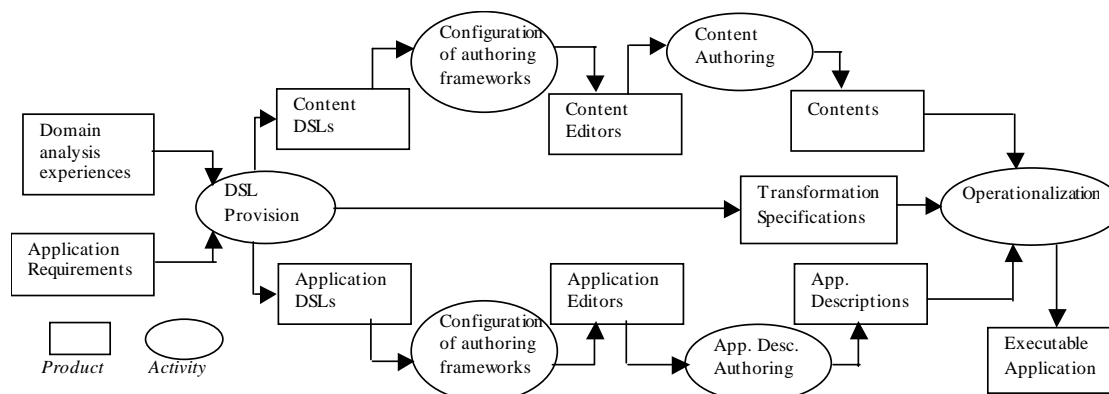 Configuration
of authoring
frameworks
Content
Authoring
Content
DSLs
Content
Editors
Contents
Domain
analysis
experiences
DSL
Provision
Transformation
Specifications
Operationalization
Application
Requirements
Application
DSLs
Application
Editors
App.
Descriptions
Configuration
of authoring
frameworks
App. Desc.
Authoring
Executable
Application
Product
Activity